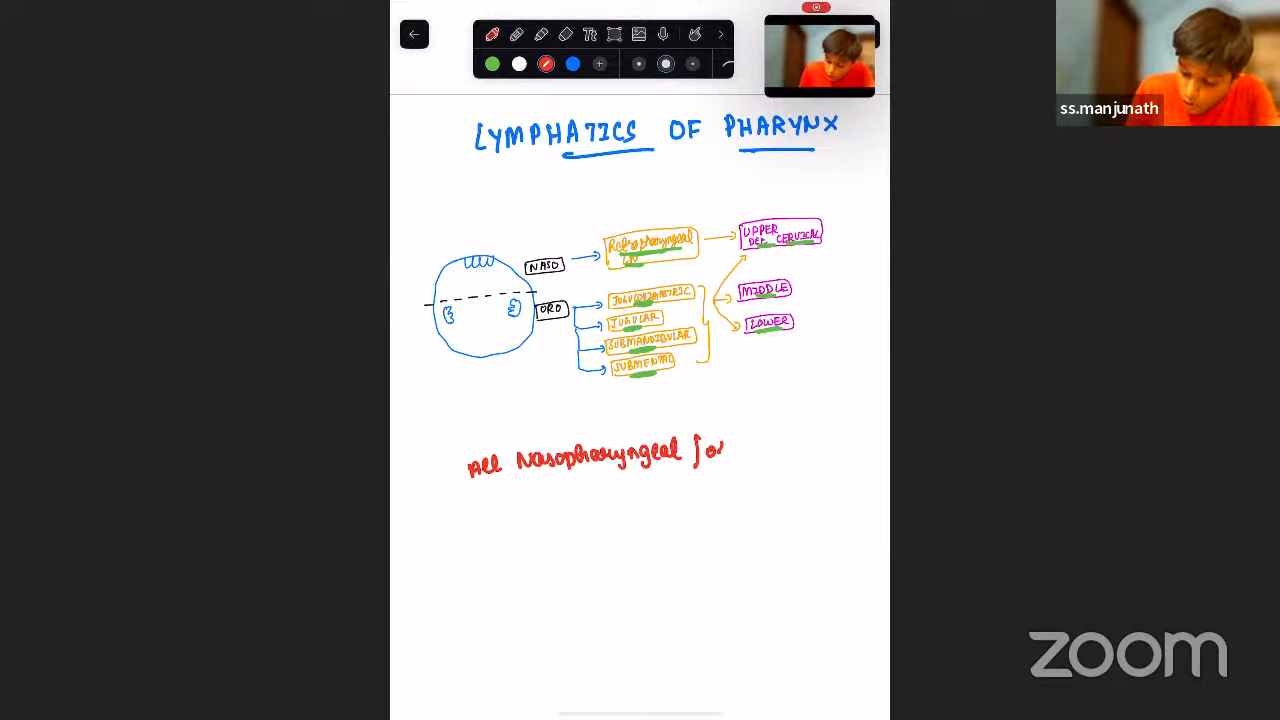 ss.manjunath
LYMPHATICS OF PHARYNX
NASO
Retropharyngeal
LN
UPPER
CERVICAL
ORO
JUGULODIGASTRIC
JUGULAR
SUBMANDIBULAR
SUBMENTAL
MIDDLE
LOWER
All Nasopharyngeal
zoom